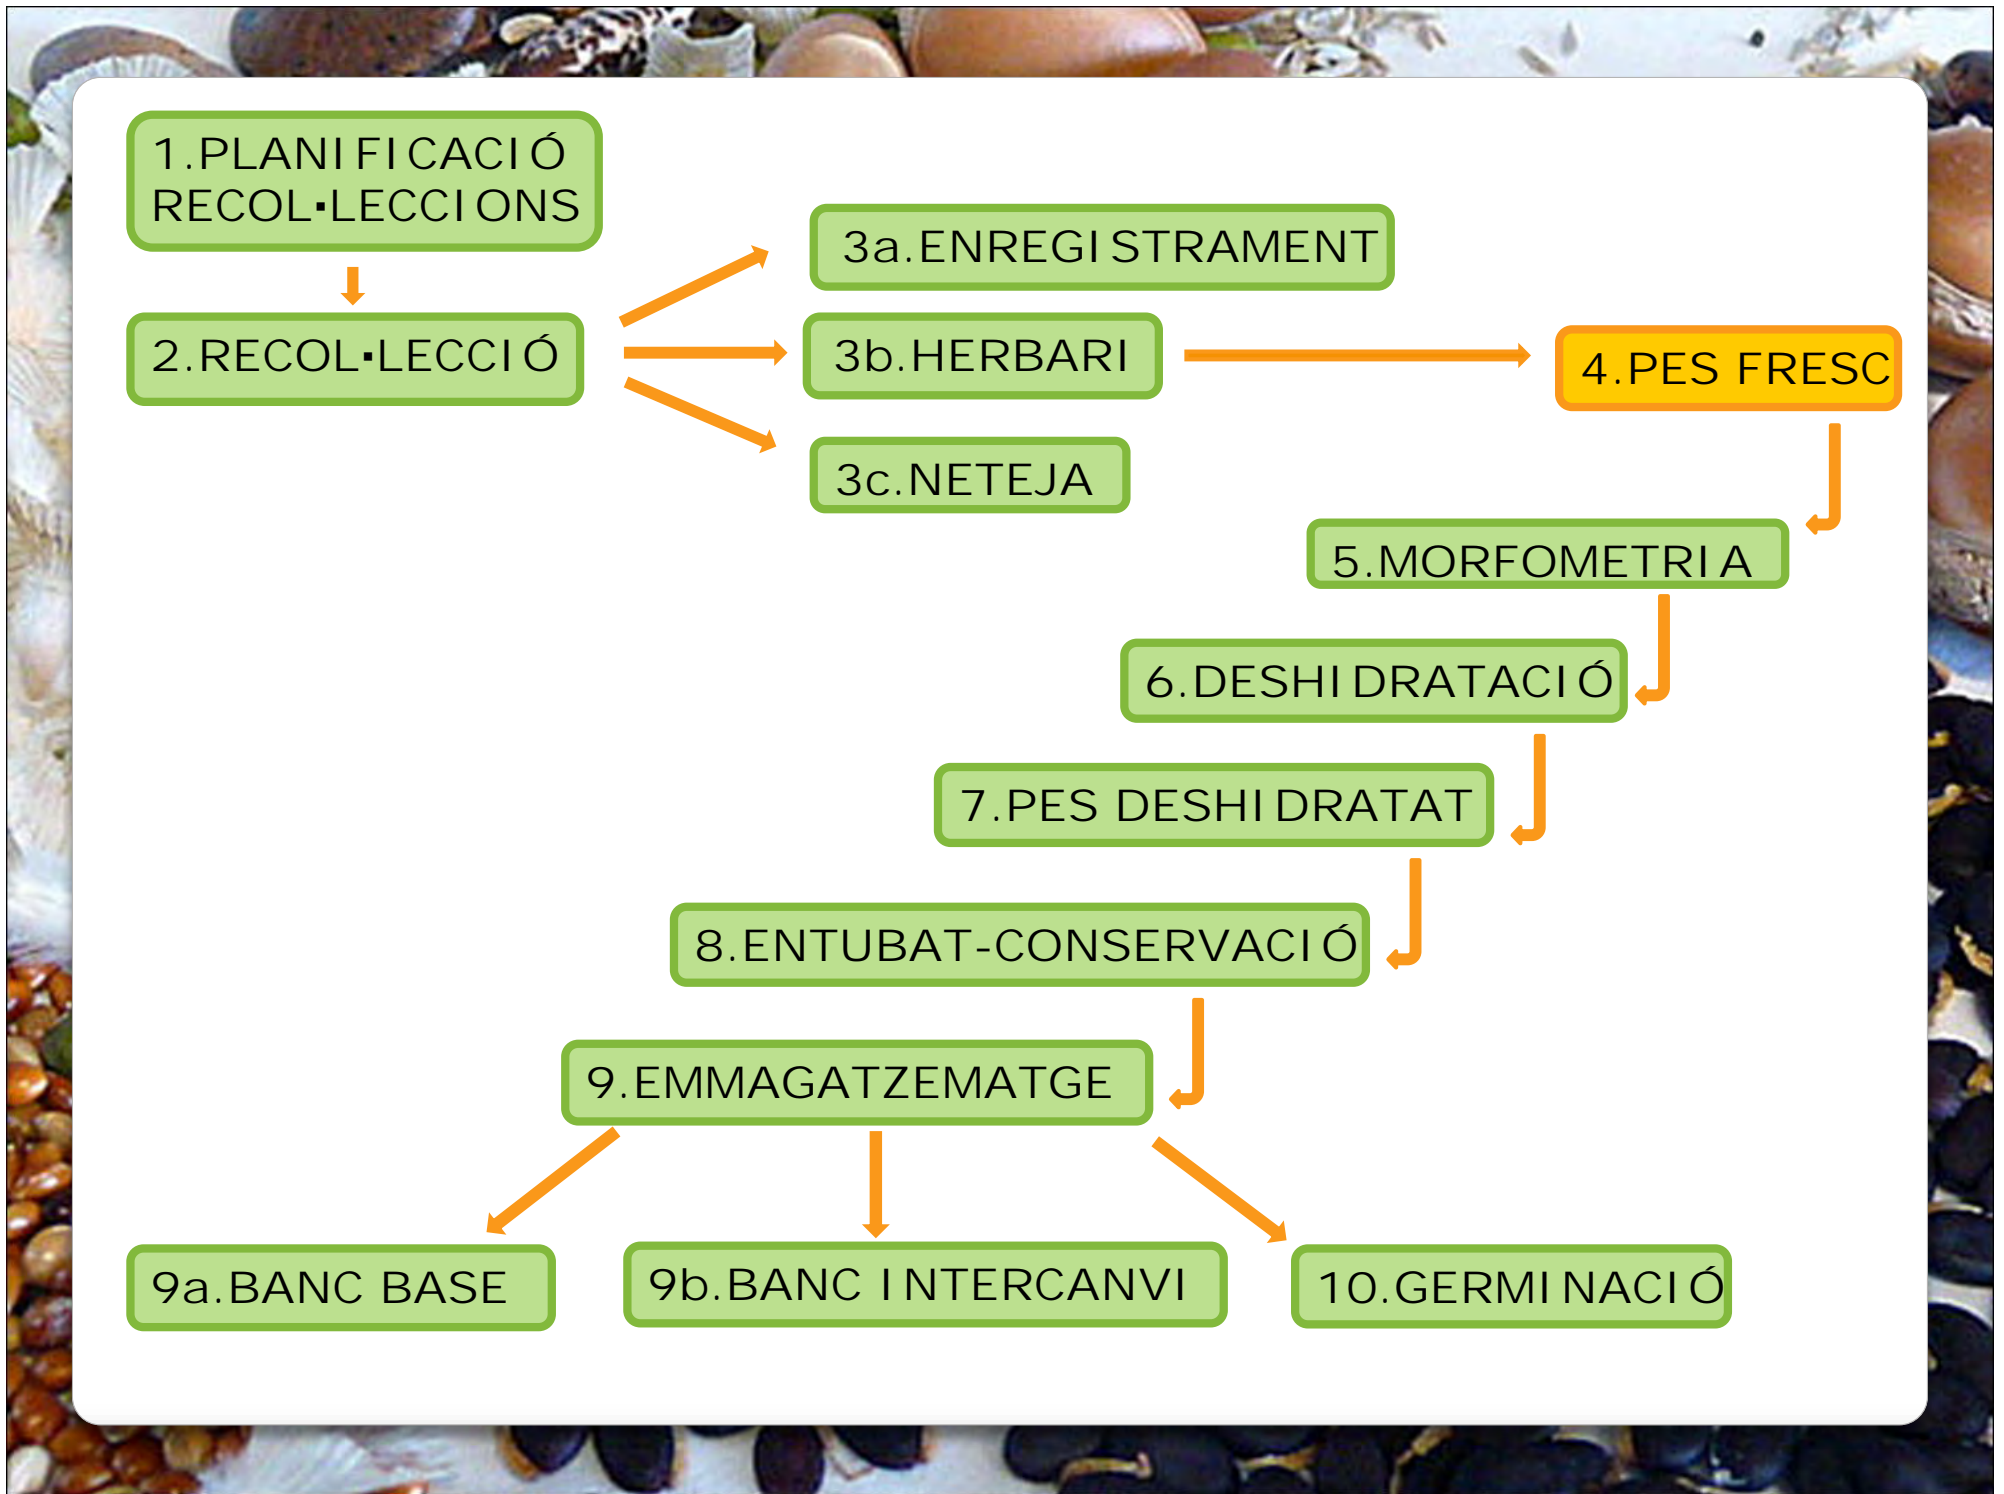 1.PLANIFICACIÓ
RECOL·LECCIONS
2.RECOL·LECCIÓ
3a.ENREGISTRAMENT
3b.HERBARI
3c.NETEJA
4.PES FRESC
5.MORFOMETRIA
6.DESHIDRATACIÓ
7.PES DESHIDRATAT
8.ENTUBAT-CONSERVACIÓ
9.EMMAGATZEMATGE
9a.BANC BASE
9b.BANC INTERCANVI
10.GERMINACIÓ